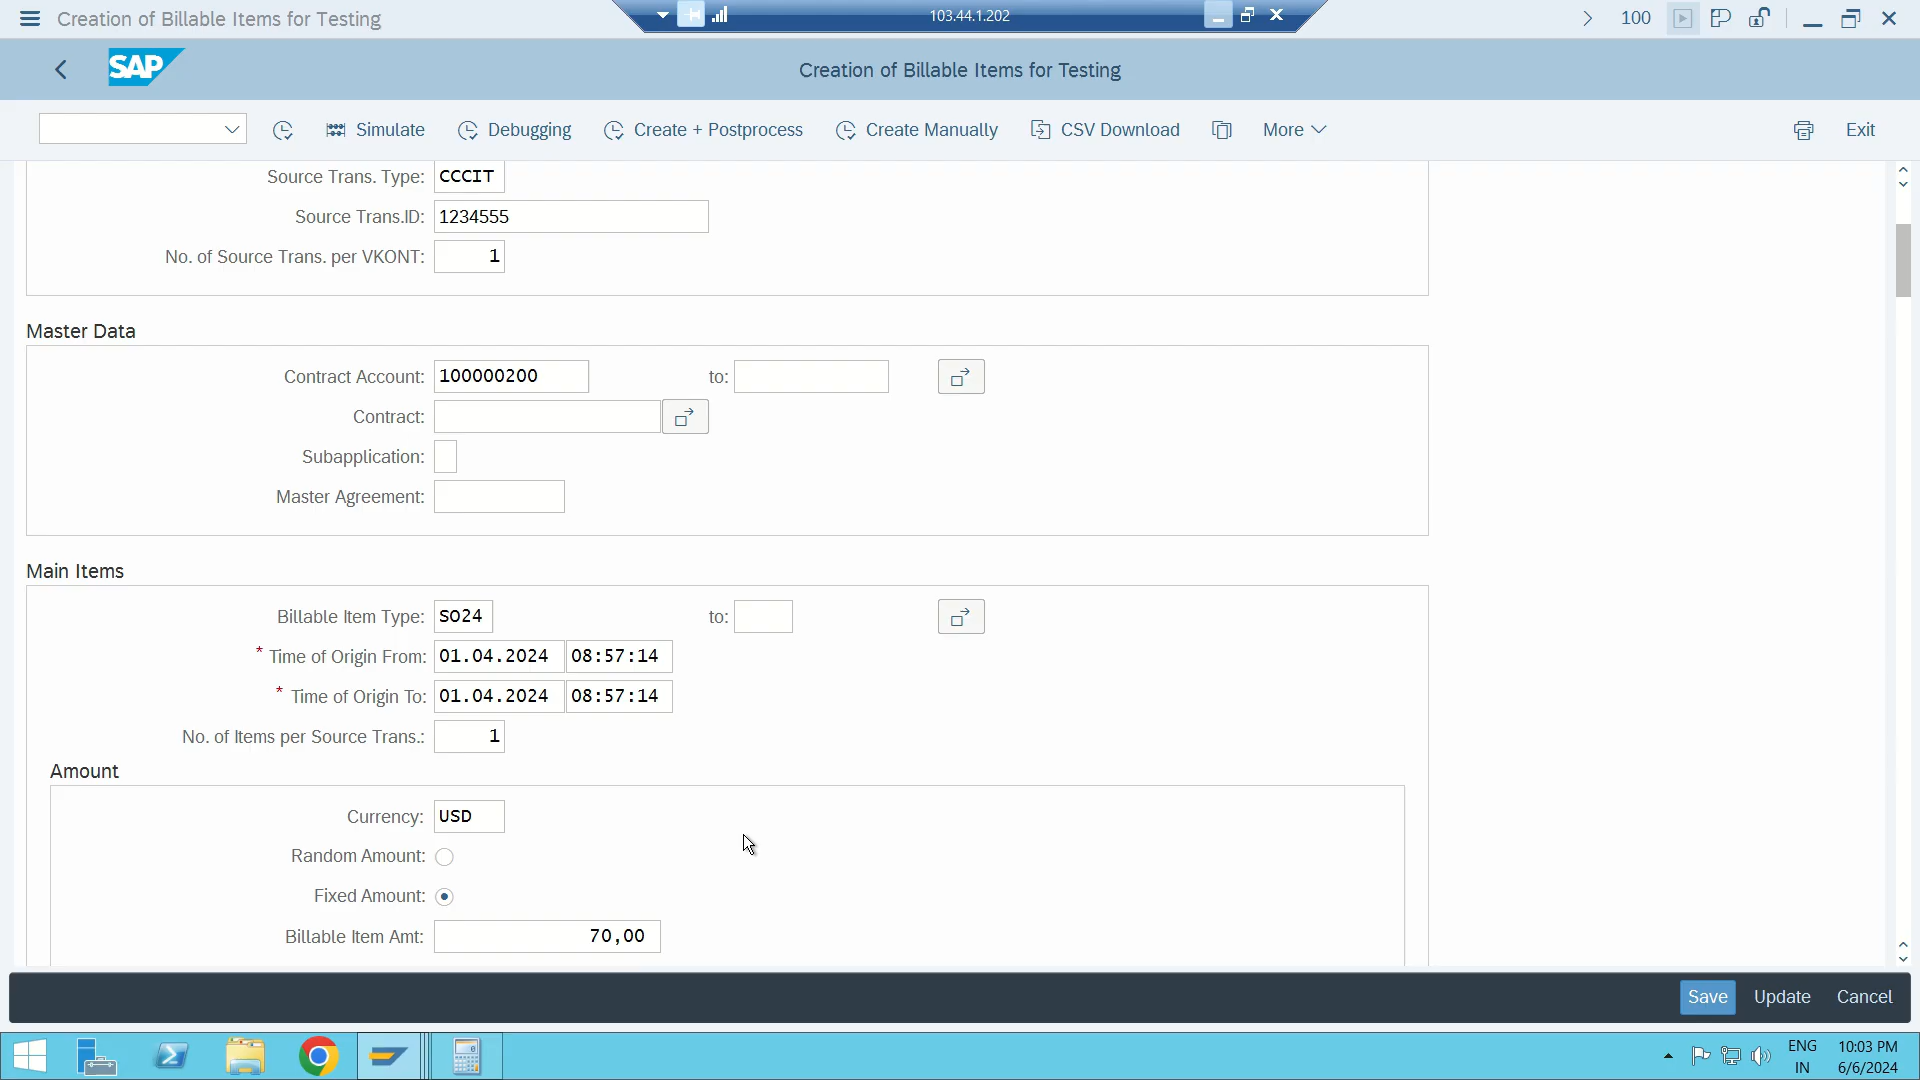 Creation of Billable Items for Testing
103.44.1.202
100
SAP
Creation of Billable Items for Testing
Simulate
Debugging
Create + Postprocess
Create Manually
CSV Download
More
Exit
Source Trans. Type: CCCIT
Source Trans.ID: 1234555
No. of Source Trans. per VKONT: 1
Master Data
Contract Account: 100000200 to:
Contract:
Subapplication:
Master Agreement:
Main Items
Billable Item Type: SO24 to:
* Time of Origin From: 01.04.2024 08:57:14
* Time of Origin To: 01.04.2024 08:57:14
No. of Items per Source Trans.: 1
Amount
Currency: USD
Random Amount:
Fixed Amount:
Billable Item Amt: 70,00
Save Update Cancel
ENG 10:03 PM
IN 6/6/2024